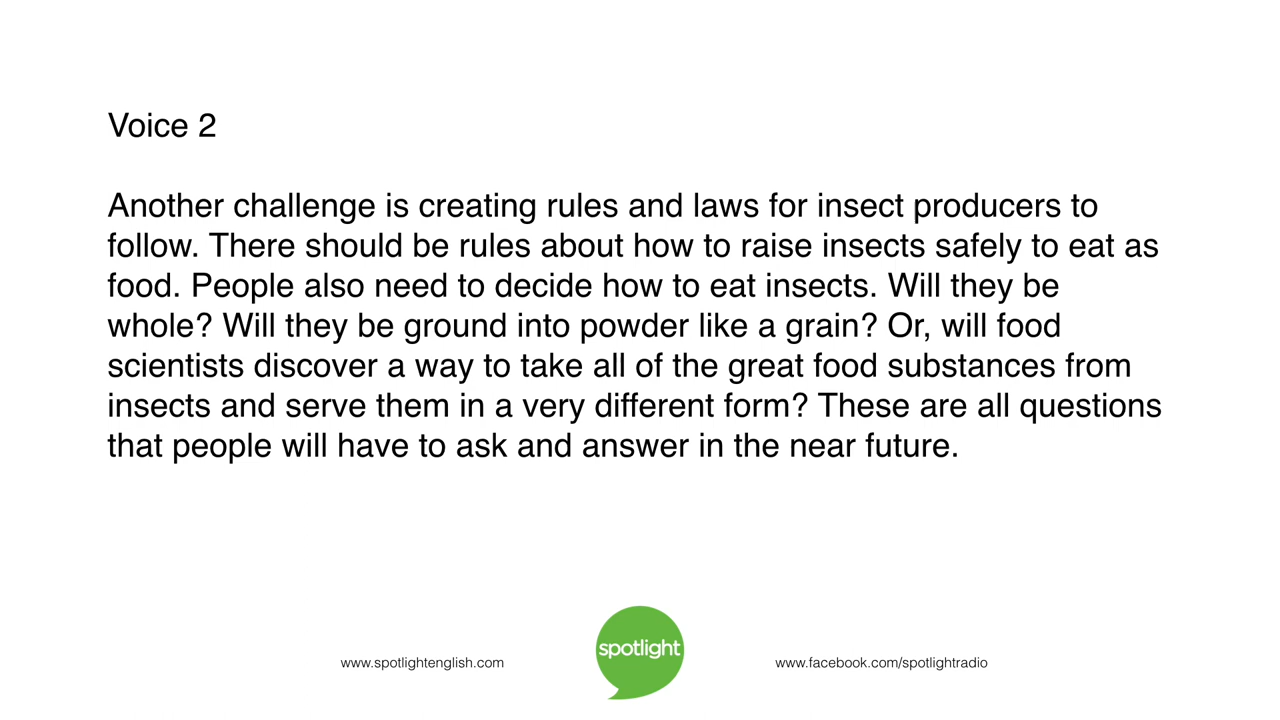 Voice 2
Another challenge is creating rules and laws for insect producers to
follow. There should be rules about how to raise insects safely to eat as
food. People also need to decide how to eat insects. Will they be
whole? Will they be ground into powder like a grain? Or, will food
scientists discover a way to take all of the great food substances from
insects and serve them in a very different form? These are all questions
that people will have to ask and answer in the near future.
www.spotlightenglish.com
spotlight
www.facebook.com/spotlightradio